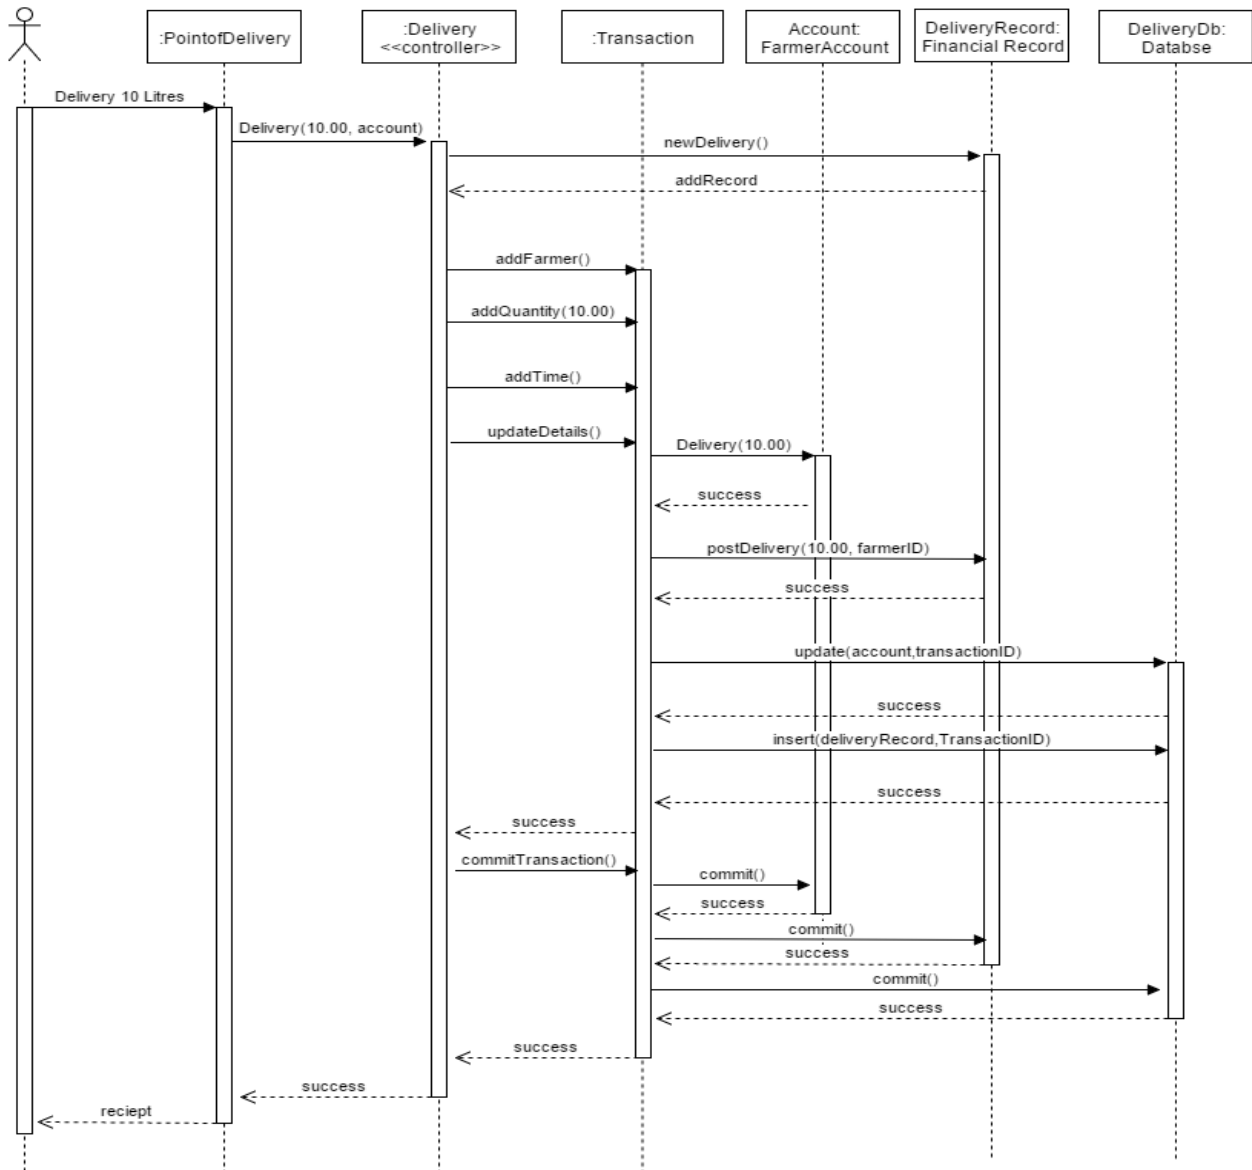 :PointofDelivery
:Delivery
<<controller>>
:Transaction
Account:
FarmerAccount
DeliveryRecord:
Financial Record
DeliveryDb:
Databse
Delivery 10 Litres
Delivery(10.00, account)
newDelivery()
addRecord
addFarmer()
addQuantity(10.00)
addTime()
updateDetails()
Delivery(10.00)
success
postDelivery(10.00, farmerID)
success
update(account,transactionID)
success
insert(deliveryRecord,TransactionID)
success
success
commitTransaction()
commit()
success
commit()
success
commit()
success
success
success
reciept